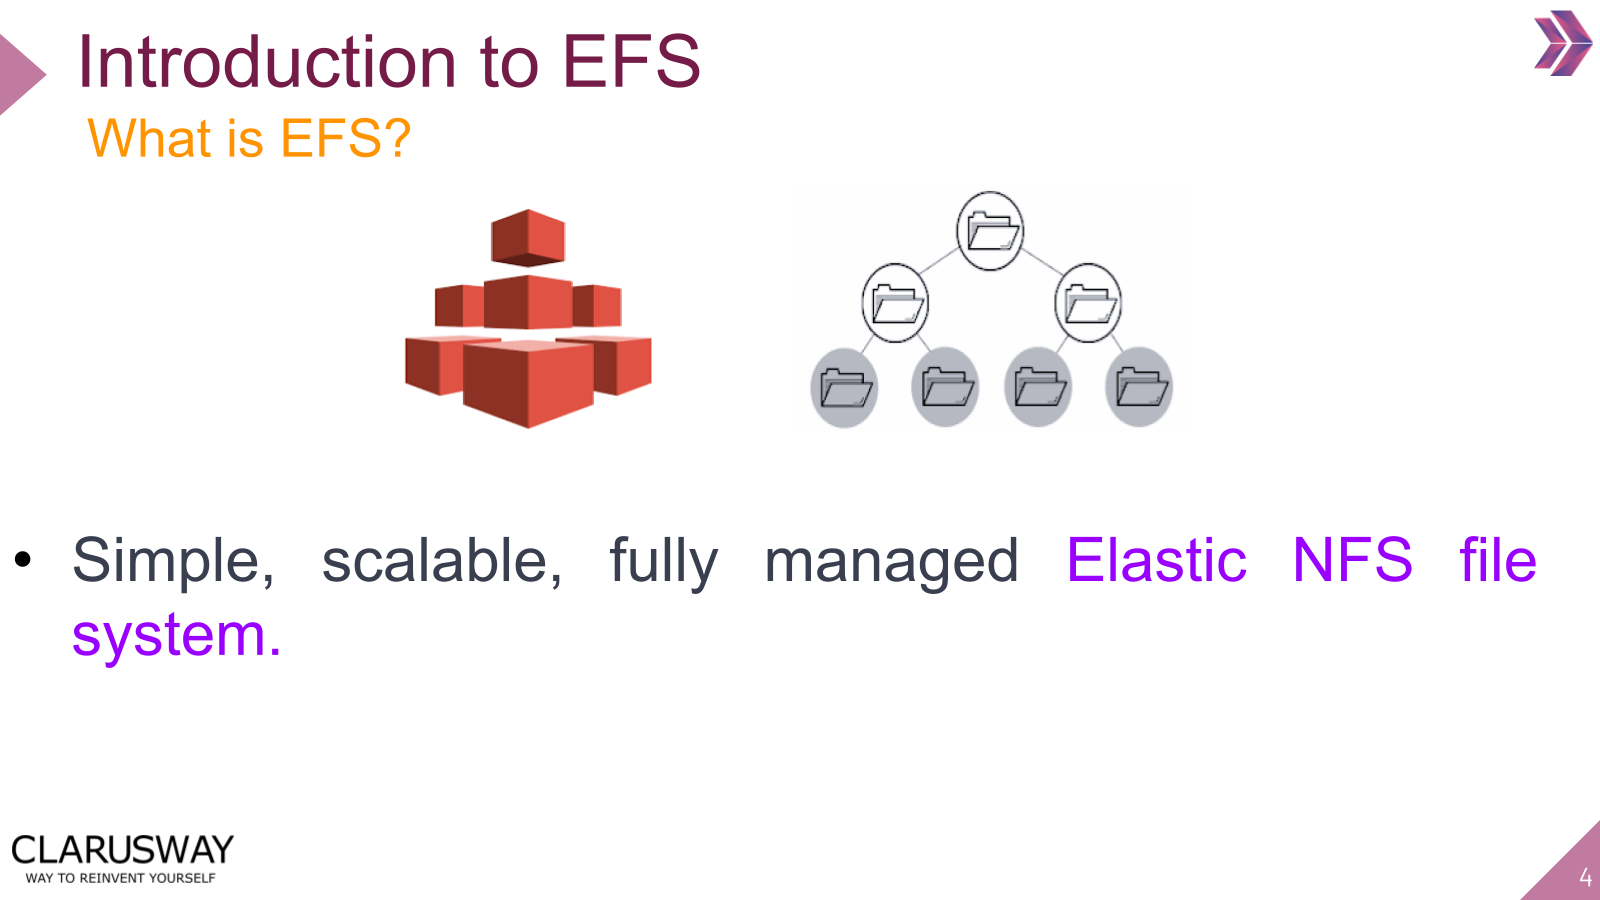 Introduction to EFS
What is EFS?
• Simple, scalable, fully managed Elastic NFS file
system.
CLARUSWAY
WAY TO REINVENT YOURSELF
4